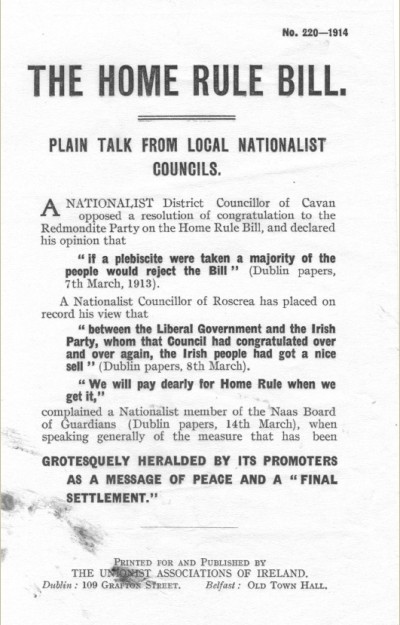 No. 220—1914
THE HOME RULE BILL.
PLAIN TALK FROM LOCAL NATIONALIST
COUNCILS.
A NATIONALIST District Councillor of Cavan
opposed a resolution of congratulation to the
Redmondite Party on the Home Rule Bill, and declared
his opinion that
" if a plebiscite were taken a majority of the
people would reject the Bill " (Dublin papers,
7th March, 1913).
A Nationalist Councillor of Roscrea has placed on
record his view that
" between the Liberal Government and the Irish
Party, whom that Council had congratulated over
and over again, the Irish people had got a nice
sell " (Dublin papers, 8th March).
" We will pay dearly for Home Rule when we
get it,"
complained a Nationalist member of the Naas Board
of Guardians (Dublin papers, 14th March), when
speaking generally of the measure that has been
GROTESQUELY HERALDED BY ITS PROMOTERS
AS A MESSAGE OF PEACE AND A " FINAL
SETTLEMENT."
PRINTED FOR AND PUBLISHED BY
THE UNIONIST ASSOCIATIONS OF IRELAND.
Dublin : 109 GRAFTON STREET. Belfast : OLD TOWN HALL.